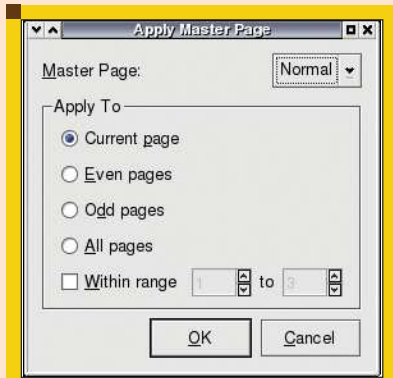 Apply Master Page
Master Page: Normal
Apply To
Current page
Even pages
Odd pages
All pages
Within range 1 to 3
OK Cancel